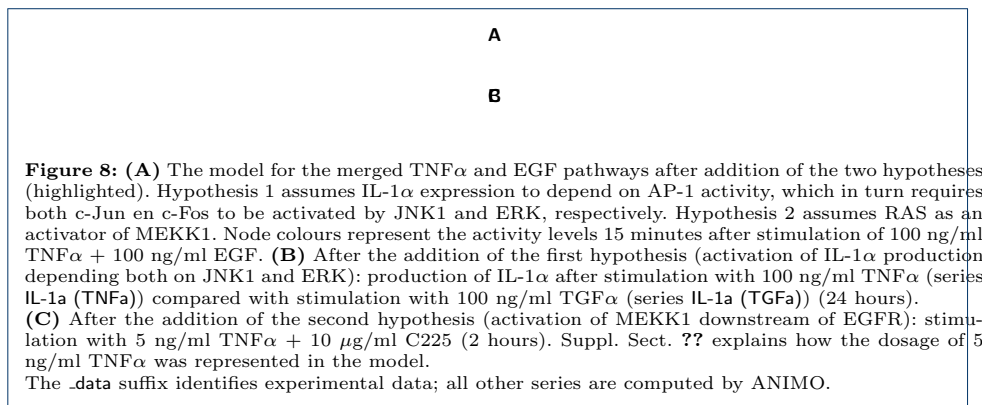 A
B
Figure 8: (A) The model for the merged TNFα and EGF pathways after addition of the two hypotheses
(highlighted). Hypothesis 1 assumes IL-1α expression to depend on AP-1 activity, which in turn requires
both c-Jun en c-Fos to be activated by JNK1 and ERK, respectively. Hypothesis 2 assumes RAS as an
activator of MEKK1. Node colours represent the activity levels 15 minutes after stimulation of 100 ng/ml
TNFα + 100 ng/ml EGF. (B) After the addition of the first hypothesis (activation of IL-1α production
depending both on JNK1 and ERK): production of IL-1α after stimulation with 100 ng/ml TNFα (series
IL-1a (TNFa)) compared with stimulation with 100 ng/ml TGFα (series IL-1a (TGFa)) (24 hours).
(C) After the addition of the second hypothesis (activation of MEKK1 downstream of EGFR): stimu-
lation with 5 ng/ml TNFα + 10 μg/ml C225 (2 hours). Suppl. Sect. ?? explains how the dosage of 5
ng/ml TNFα was represented in the model.
The _data suffix identifies experimental data; all other series are computed by ANIMO.